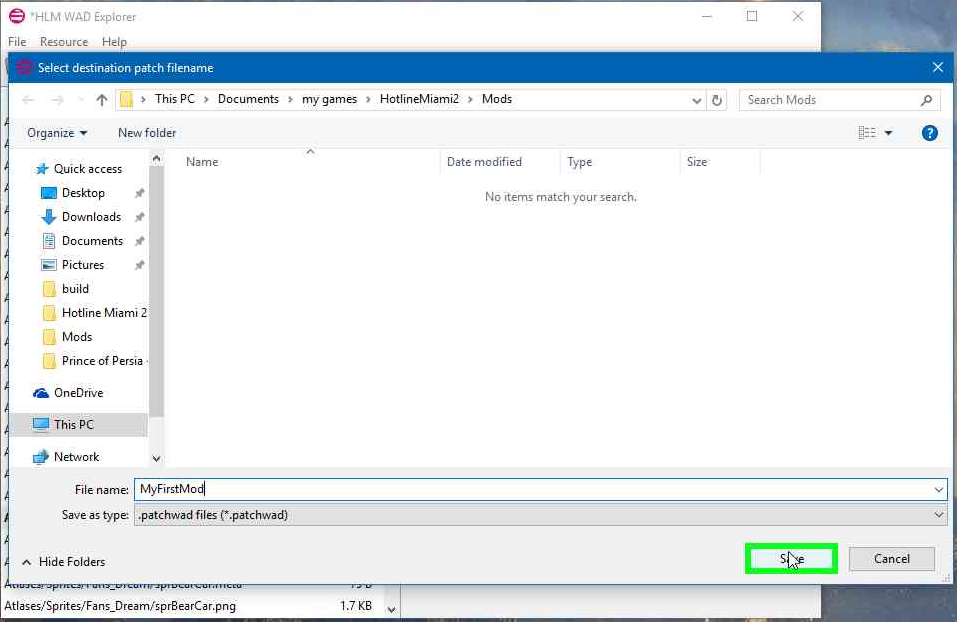 *HLM WAD Explorer
File Resource Help
Select destination patch filename
This PC Documents my games HotlineMiami2 Mods
Search Mods
Organize New folder
Name Date modified Type Size
No items match your search.
Quick access
Desktop
Downloads
Documents
Pictures
build
Hotline Miami 2
Mods
Prince of Persia
OneDrive
This PC
Network
File name: MyFirstMod
Save as type: .patchwad files (*.patchwad)
Hide Folders
Save
Cancel
Atlases/Sprites/Fans_Dream/sprBearCar.meta
Atlases/Sprites/Fans_Dream/sprBearCar.png 1.7 KB